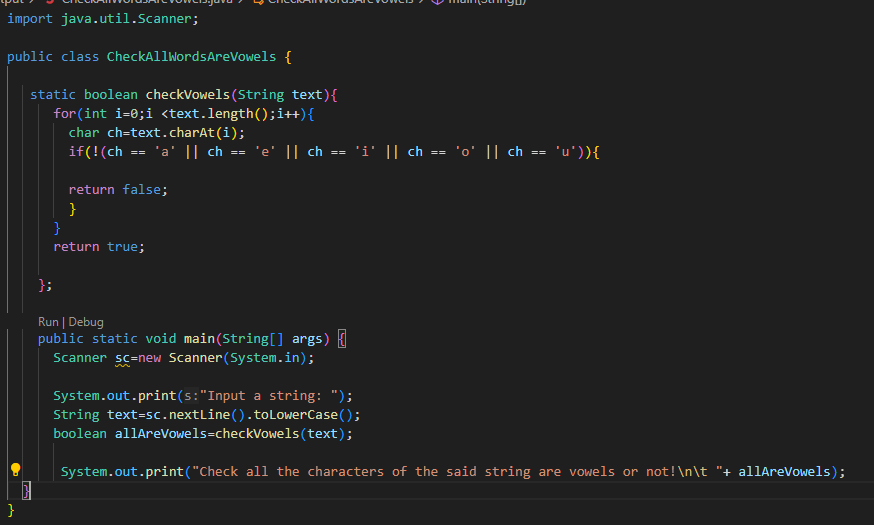 import java.util.Scanner;
public class CheckAllWordsAreVowels {
static boolean checkVowels(String text){
for(int i=0;i <text.length();i++){
char ch=text.charAt(i);
if(!(ch == 'a' || ch == 'e' || ch == 'i' || ch == 'o' || ch == 'u')){
return false;
}
}
return true;
};
Run | Debug
public static void main(String[] args) {
Scanner sc=new Scanner(System.in);
System.out.print(s:"Input a string: ");
String text=sc.nextLine().toLowerCase();
boolean allAreVowels=checkVowels(text);
System.out.print("Check all the characters of the said string are vowels or not!\n\t "+ allAreVowels);
}
}